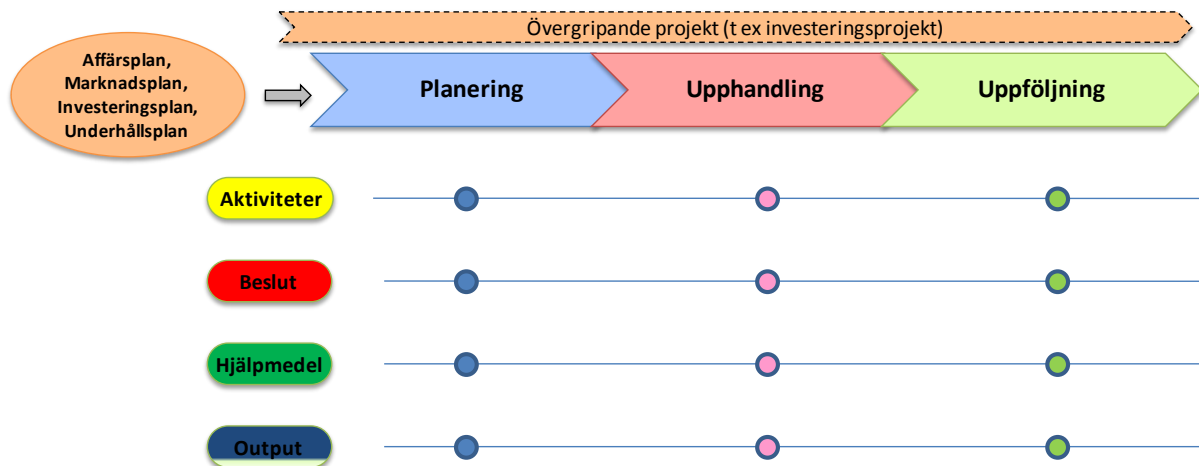 Övergripande projekt (t ex investeringsprojekt)
Affärsplan,
Marknadsplan,
Investeringsplan,
Underhållsplan
Planering
Upphandling
Uppföljning
Aktiviteter
Beslut
Hjälpmedel
Output